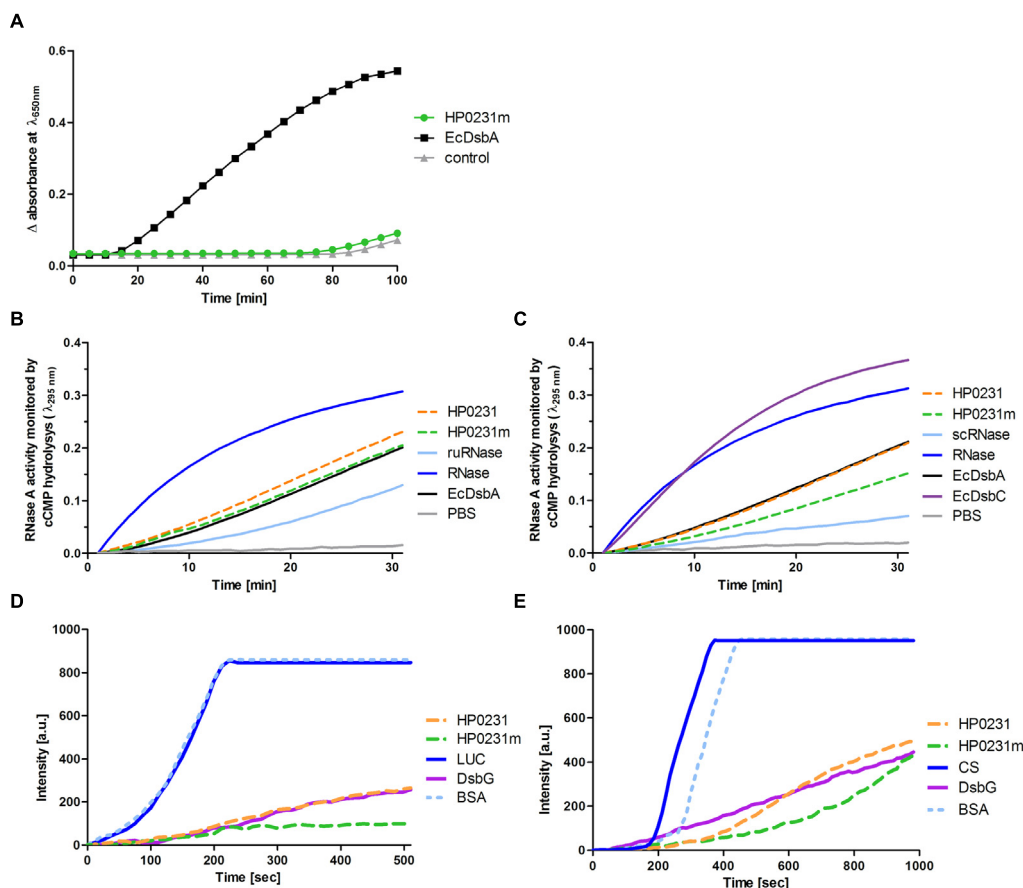 A
Δ absorbance at λ650nm
0.6
0.4
0.2
0.0
0
20
40
60
80
100
Time [min]
HP0231m
EcDsbA
control
B
RNase A activity monitored by
cCMP hydrolysis (λ295 nm)
0.4
0.3
0.2
0.1
0.0
0
10
20
30
Time [min]
HP0231
HP0231m
ruRNase
RNase
EcDsbA
PBS
C
RNase A activity monitored by
cCMP hydrolysis (λ295 nm)
0.4
0.3
0.2
0.1
0.0
0
10
20
30
Time [min]
HP0231
HP0231m
scRNase
RNase
EcDsbA
EcDsbC
PBS
D
Intensity [a.u.]
1000
800
600
400
200
0
0
100
200
300
400
500
Time [sec]
HP0231
HP0231m
LUC
DsbG
BSA
E
Intensity [a.u.]
1000
800
600
400
200
0
0
200
400
600
800
1000
Time [sec]
HP0231
HP0231m
CS
DsbG
BSA